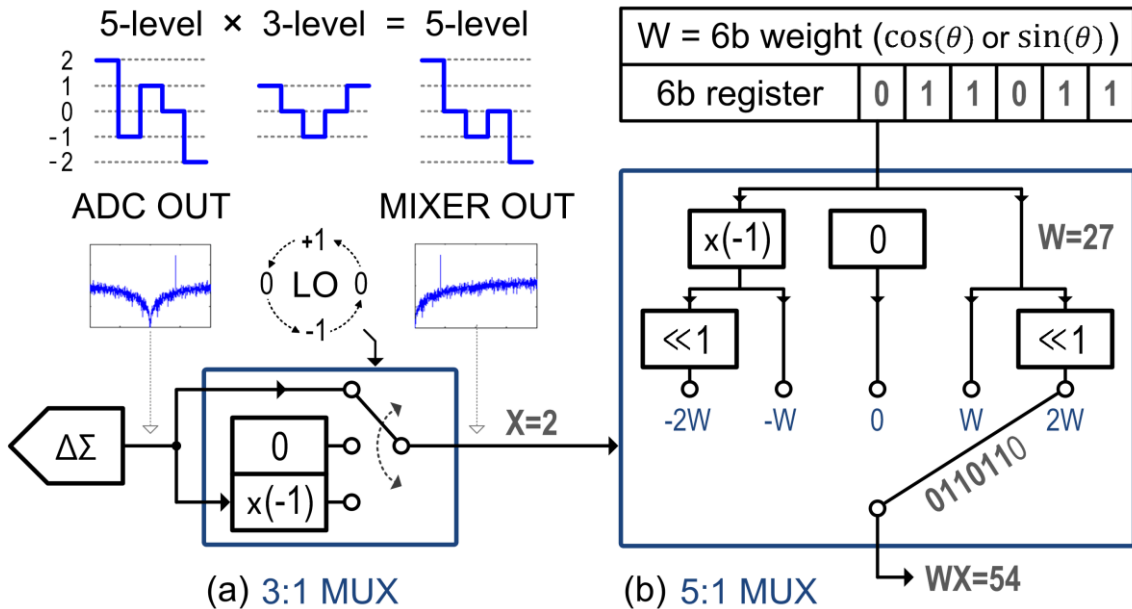 5-level × 3-level = 5-level
2
1
0
-1
-2
ADC OUT
MIXER OUT
+1
0 LO 0
-1
ΔΣ
0
x(-1)
X=2
(a) 3:1 MUX
W = 6b weight (cos(θ) or sin(θ))
6b register 0 1 1 0 1 1
x(-1)
0
W=27
≪1
≪1
-2W -W 0 W 2W
0110110
WX=54
(b) 5:1 MUX